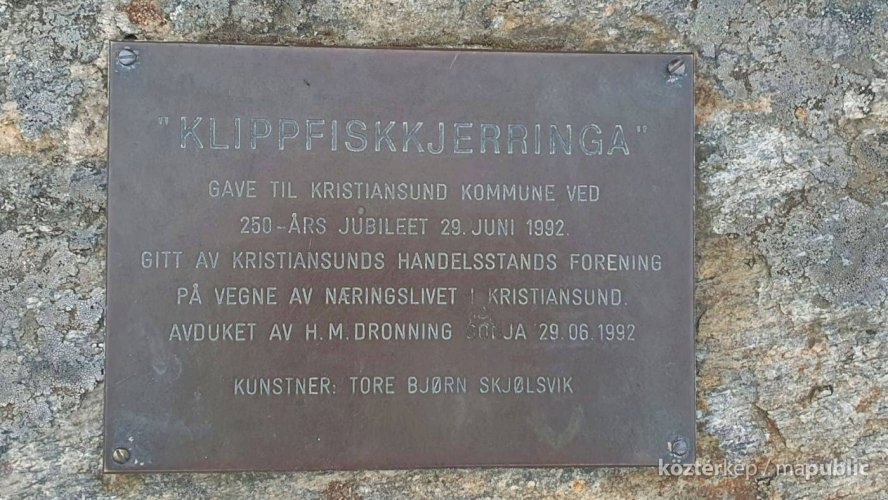 "KLIPPFISKKJERRINGA"
GAVE TIL KRISTIANSUND KOMMUNE VED
250-ÅRS JUBILEET 29. JUNI 1992.
GITT AV KRISTIANSUNDS HANDELSSTANDS FORENING
PÅ VEGNE AV NÆRINGSLIVET I KRISTIANSUND.
AVDUKET AV H.M. DRONNING SONJA 29.06.1992
KUNSTNER: TORE BJØRN SKJØLSVIK
köztérkép / mapublic